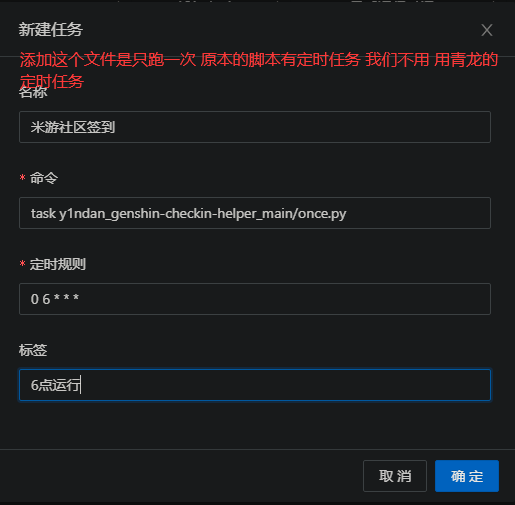 新建任务
添加这个文件是只跑一次 原本的脚本有定时任务 我们不用 用青龙的
定时任务
名称
米游社区签到
* 命令
task y1ndan_genshin-checkin-helper_main/once.py
* 定时规则
0 6 * * *
标签
6点运行
取 消
确 定